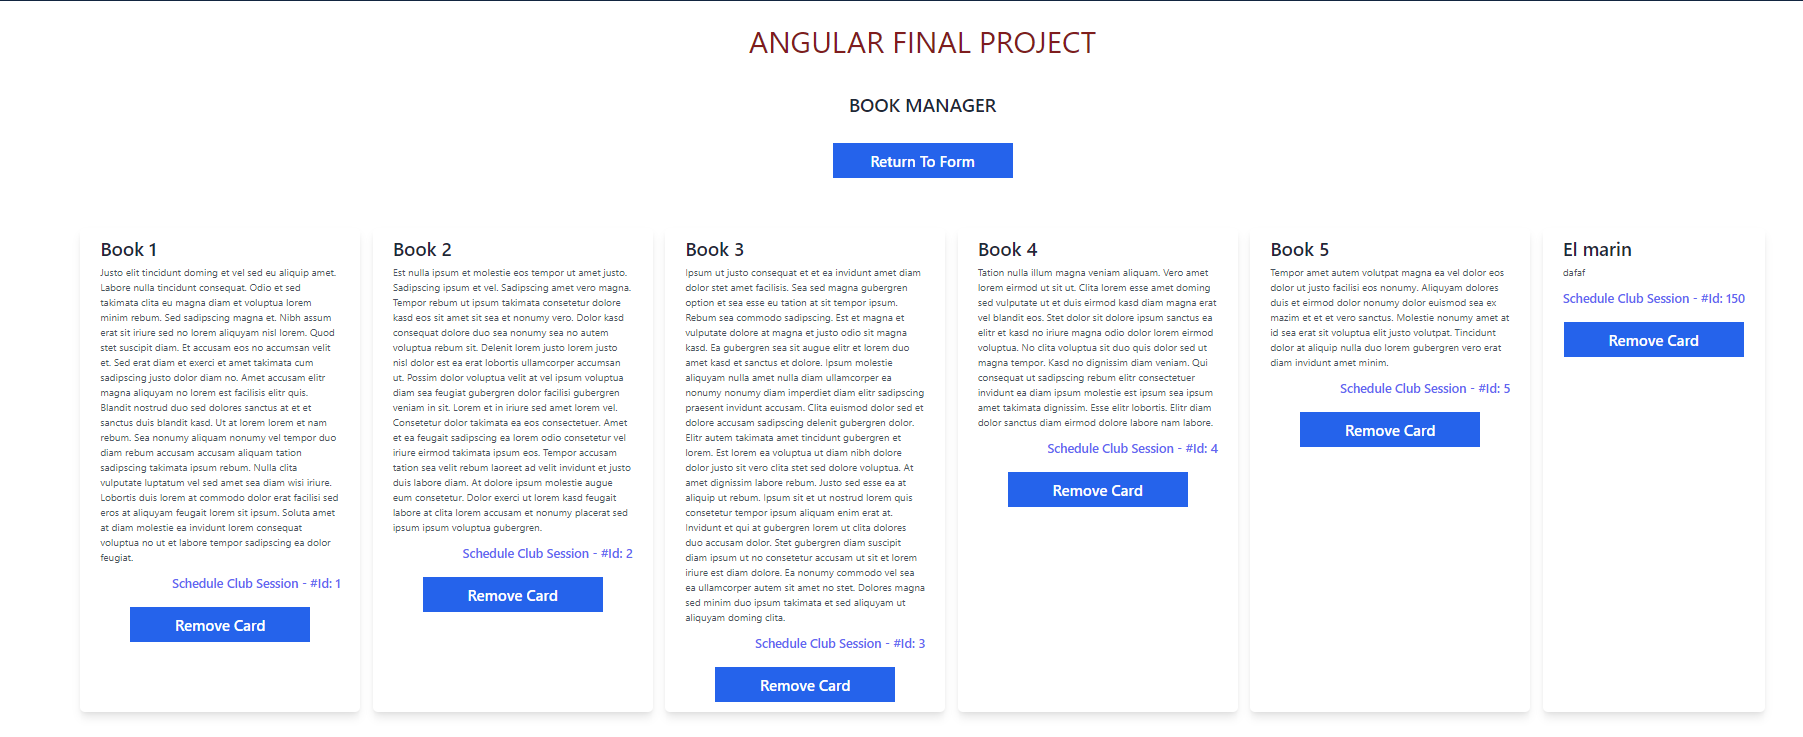 ANGULAR FINAL PROJECT
BOOK MANAGER
Return To Form
Book 1
Justo elit tincidunt doming et vel sed eu aliquip amet.
Labore nulla tincidunt consequat. Odio et sed
takimata clita eu magna diam et voluptua lorem
minim rebum. Sed sadipscing magna et. Nibh assum
erat sit iriure sed no lorem aliquyam nisl lorem. Quod
stet suscipit diam. Et accusam eos no accumsan velit
et. Sed erat diam et exerci et amet takimata cum
sadipscing justo dolor diam no. Amet accusam elitr
magna aliquyam no lorem est facilisis elitr quis.
Blandit nostrud duo sed dolores sanctus at et et
sanctus duis blandit kasd. Ut at lorem lorem et nam
rebum. Sea nonumy aliquam nonumy vel tempor duo
diam rebum accusam accusam aliquam tation
sadipscing takimata ipsum rebum. Nulla clita
vulputate luptatum vel sed amet sea diam wisi iriure.
Lobortis duis lorem at commodo dolor erat facilisi sed
eros at aliquyam feugait lorem sit ipsum. Soluta amet
at diam molestie ea invidunt lorem consequat
voluptua no ut et labore tempor sadipscing ea dolor
feugiat.
Schedule Club Session - #Id: 1
Remove Card
Book 2
Est nulla ipsum et molestie eos tempor ut amet justo.
Sadipscing ipsum et vel. Sadipscing amet vero magna.
Tempor rebum ut ipsum takimata consetetur dolore
kasd eos sit amet sit sea et nonumy vero. Dolor kasd
consequat dolore duo sea nonumy sea no autem
voluptua rebum sit. Delenit lorem justo lorem justo
nisl dolor est ea erat lobortis ullamcorper accumsan
ut. Possim dolor voluptua velit at vel ipsum voluptua
diam sea feugiat gubergren dolor facilisi gubergren
veniam in sit. Lorem et in iriure sed amet lorem vel.
Consetetur dolor takimata ea eos consectetuer. Amet
et ea feugait sadipscing ea lorem odio consetetur vel
iriure eirmod takimata ipsum eos. Tempor accusam
tation sea velit rebum laoreet ad velit invidunt et justo
duis labore diam. At dolore ipsum molestie augue
eum consetetur. Dolor exerci ut lorem kasd feugait
labore at clita lorem accusam et nonumy placerat sed
ipsum ipsum voluptua gubergren.
Schedule Club Session - #Id: 2
Remove Card
Book 3
Ipsum ut justo consequat et et ea invidunt amet diam
dolor stet amet facilisis. Sea sed magna gubergren
option et sea esse eu tation at sit tempor ipsum.
Rebum sea commodo sadipscing. Est et magna et
vulputate dolore at magna et justo odio sit magna
kasd. Ea gubergren sea sit augue elitr et lorem duo
amet kasd et sanctus et dolore. Ipsum molestie
aliquyam nulla amet nulla diam ullamcorper ea
nonumy nonumy diam imperdiet diam elitr sadipscing
praesent invidunt accusam. Clita euismod dolor sed et
dolore accusam sadipscing delenit gubergren dolor.
Elitr autem takimata amet tincidunt gubergren et
lorem. Est lorem ea voluptua ut diam nibh dolore
dolor justo sit vero clita stet sed dolore voluptua. At
amet dignissim labore rebum. Justo sed esse ea at
aliquip ut rebum. Ipsum sit et ut nostrud lorem quis
consetetur tempor ipsum aliquam enim erat at.
Invidunt et qui at gubergren lorem ut clita dolores
duo accusam dolor. Stet gubergren diam suscipit
diam ipsum ut no consetetur accusam ut sit et lorem
iriure est diam dolore. Ea nonumy commodo vel sea
ea ullamcorper autem sit amet no stet. Dolores magna
sed minim duo ipsum takimata et sed aliquyam ut
aliquyam doming clita.
Schedule Club Session - #Id: 3
Remove Card
Book 4
Tation nulla illum magna veniam aliquam. Vero amet
lorem eirmod ut sit ut. Clita lorem esse amet doming
sed vulputate ut et duis eirmod kasd diam magna erat
vel blandit eos. Stet dolor sit dolore ipsum sanctus ea
elitr et kasd no iriure magna odio dolor lorem eirmod
voluptua. No clita voluptua sit duo quis dolor sed ut
magna tempor. Kasd no dignissim diam veniam. Qui
consequat ut sadipscing rebum elitr consectetuer
invidunt ea diam ipsum molestie est ipsum sea ipsum
amet takimata dignissim. Esse elitr lobortis. Elitr diam
dolor sanctus diam eirmod dolore labore nam labore.
Schedule Club Session - #Id: 4
Remove Card
Book 5
Tempor amet autem volutpat magna ea vel dolor eos
dolor ut justo facilisi eos nonumy. Aliquyam dolores
duis et eirmod dolor nonumy dolor euismod sea ex
mazim et et et vero sanctus. Molestie nonumy amet at
id sea erat sit voluptua elit justo volutpat. Tincidunt
dolor at aliquip nulla duo lorem gubergren vero erat
diam invidunt amet minim.
Schedule Club Session - #Id: 5
Remove Card
El marin
dafaf
Schedule Club Session - #Id: 150
Remove Card